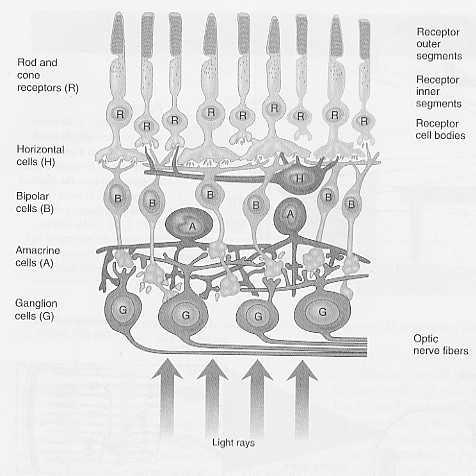 Receptor
outer
segments
Rod and
cone
receptors (R)
Receptor
inner
segments
R R R R R R R R R
Receptor
cell bodies
Horizontal
cells (H)
H
Bipolar
cells (B)
B B B B B B
A A
Amacrine
cells (A)
Ganglion
cells (G)
G G G G
Optic
nerve fibers
Light rays